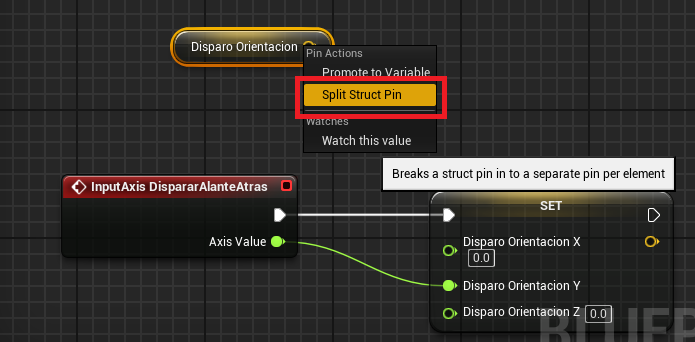 Disparo Orientacion
Pin Actions
Promote to Variable
Split Struct Pin
Watches
Watch this value
Breaks a struct pin in to a separate pin per element
InputAxis DispararAlanteAtras
Axis Value
SET
Disparo Orientacion X
0.0
Disparo Orientacion Y
Disparo Orientacion Z 0.0